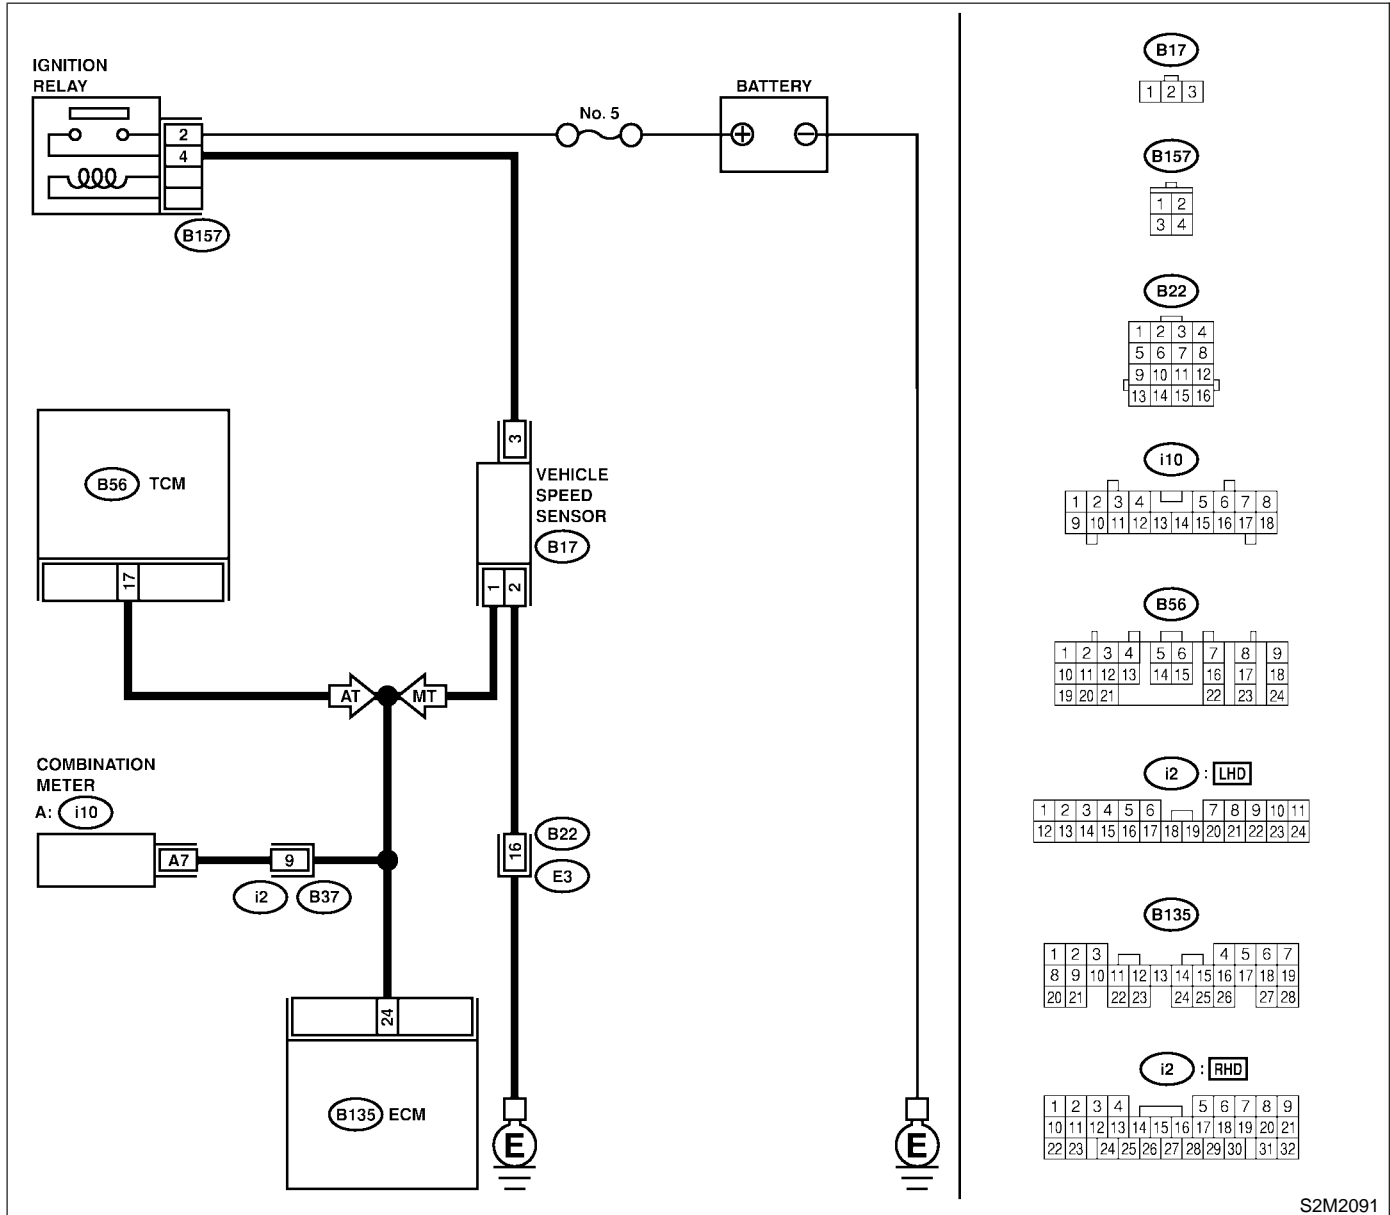 IGNITION
RELAY
2
4
B157
No. 5
BATTERY
+
−
B56 TCM
17
3
VEHICLE
SPEED
SENSOR
B17
1 2
AT MT
COMBINATION
METER
A: i10
A7 9
i2 B37
16
B22
E3
24
B135 ECM
E
E
B17
1 2 3
B157
1 2
3 4
B22
1 2 3 4
5 6 7 8
9 10 11 12
13 14 15 16
i10
1 2 3 4 5 6 7 8
9 10 11 12 13 14 15 16 17 18
B56
1 2 3 4 5 6 7 8 9
10 11 12 13 14 15 16 17 18
19 20 21 22 23 24
i2 : LHD
1 2 3 4 5 6 7 8 9 10 11
12 13 14 15 16 17 18 19 20 21 22 23 24
B135
1 2 3 4 5 6 7
8 9 10 11 12 13 14 15 16 17 18 19
20 21 22 23 24 25 26 27 28
i2 : RHD
1 2 3 4 5 6 7 8 9
10 11 12 13 14 15 16 17 18 19 20 21
22 23 24 25 26 27 28 29 30 31 32
S2M2091